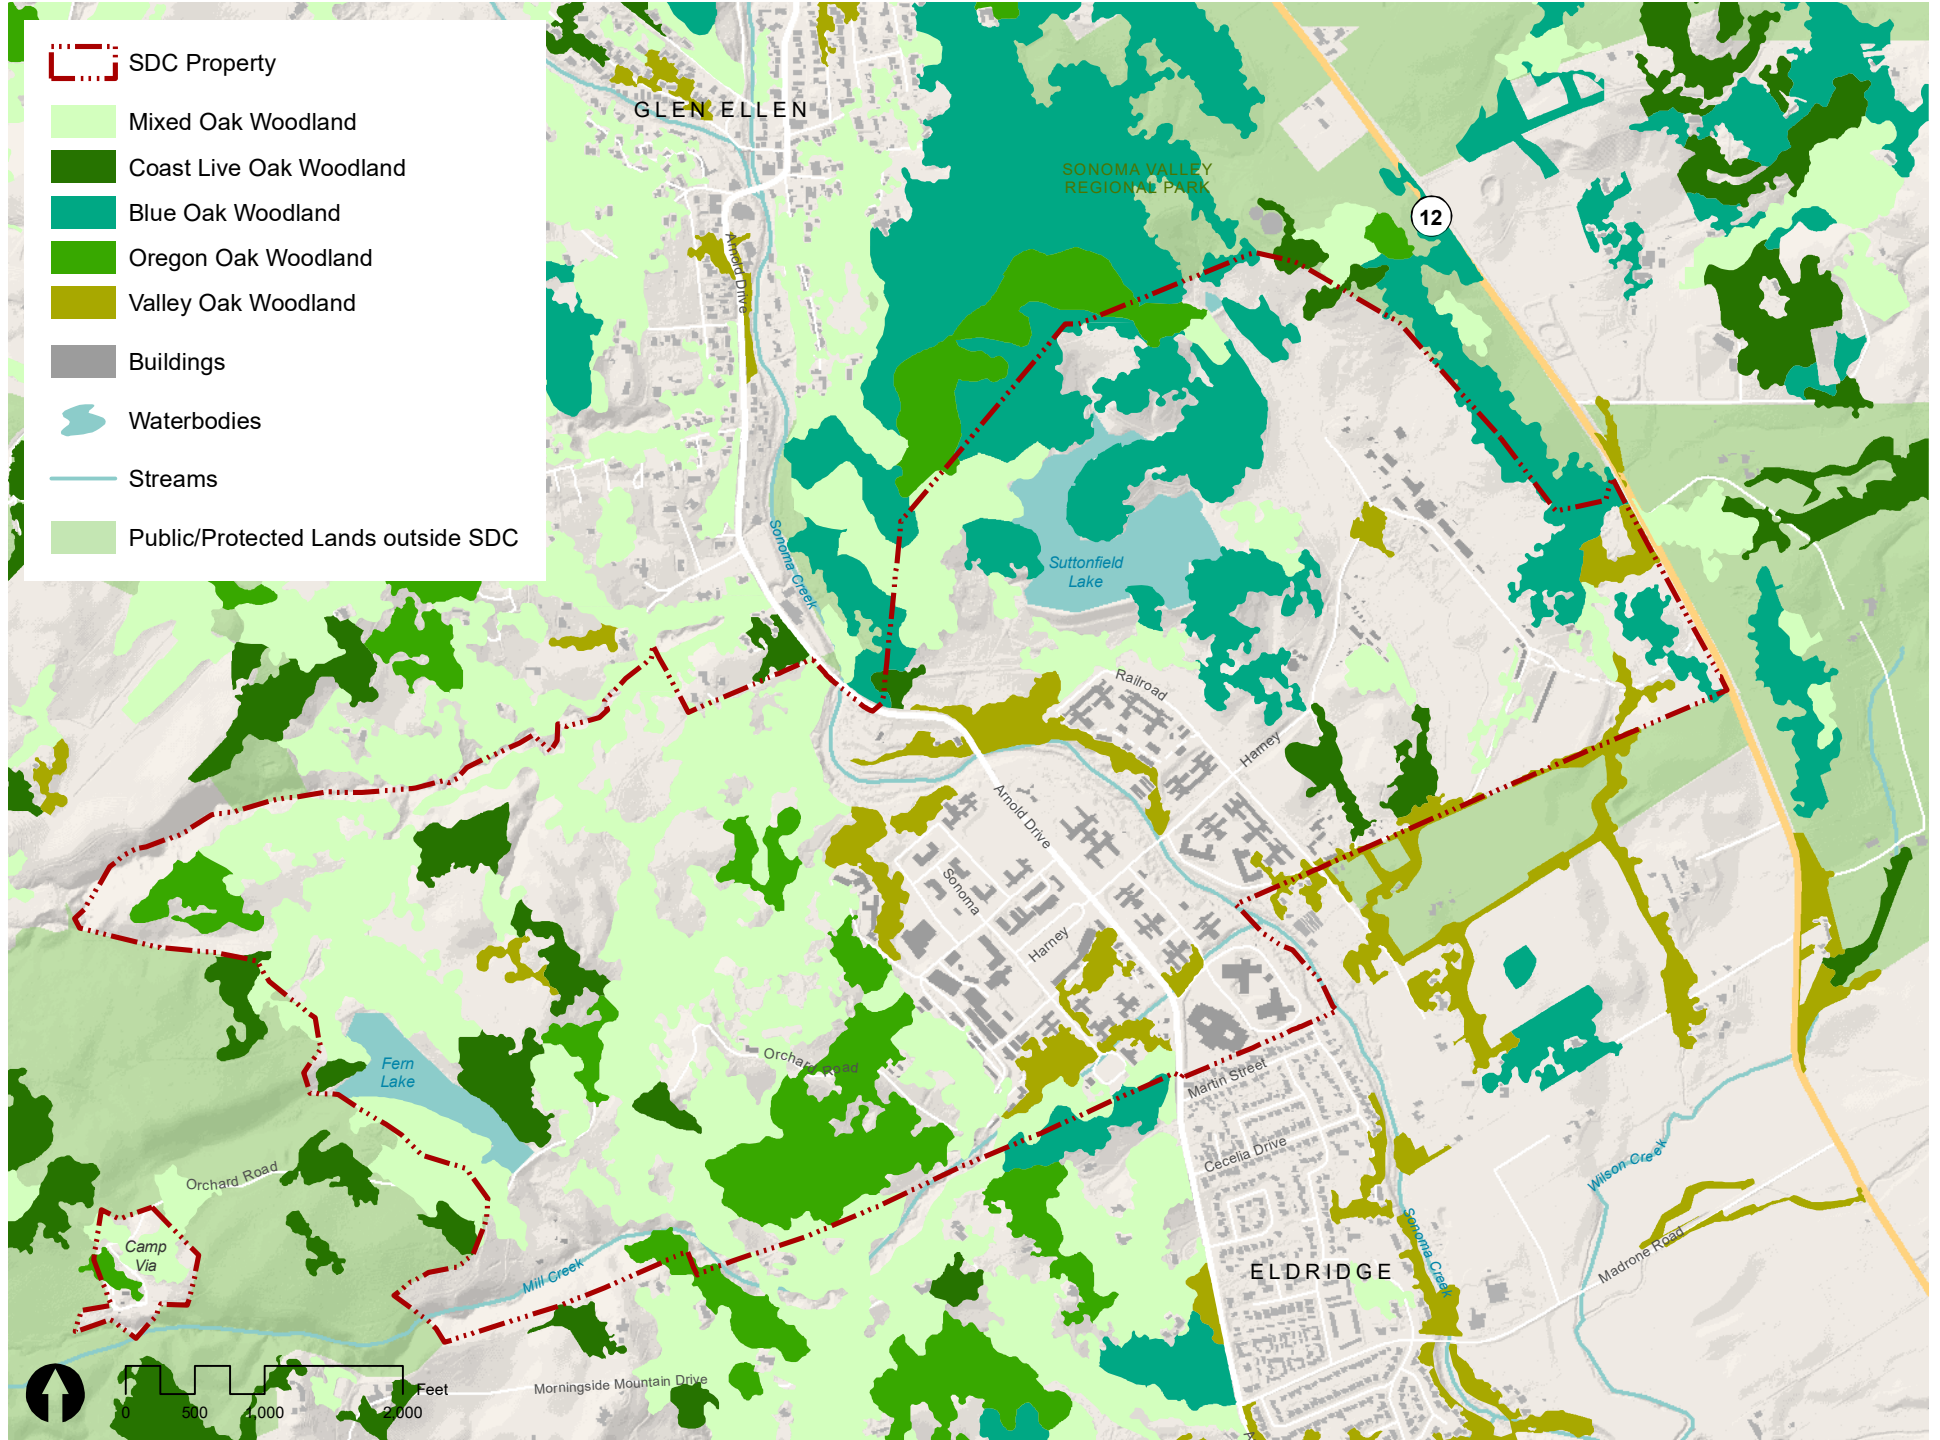 SDC Property
Mixed Oak Woodland
Coast Live Oak Woodland
Blue Oak Woodland
Oregon Oak Woodland
Valley Oak Woodland
Buildings
Waterbodies
Streams
Public/Protected Lands outside SDC
GLEN ELLEN
SONOMA VALLEY
REGIONAL PARK
12
Arnold Drive
Sonoma Creek
Suttonfield
Lake
Railroad
Harney
Arnold Drive
Sonoma
Harney
Orchard Road
Fern
Lake
Martin Street
Cecelia Drive
Orchard Road
Camp
Via
Mill Creek
Wilson Creek
Sonoma Creek
Madrone Road
ELDRIDGE
Morningside Mountain Drive
Feet
0 500 1,000 2,000
A